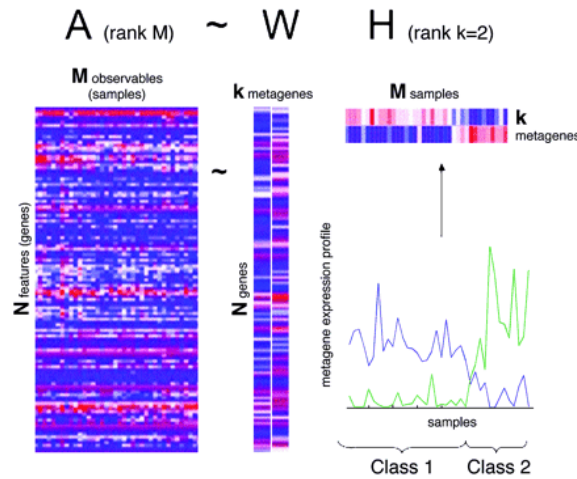 A (rank M) ~ W H (rank k=2)
M observables
(samples)
k metagenes
M samples
k
metagenes
~
N features (genes)
N genes
metagene expression profile
samples
Class 1 Class 2